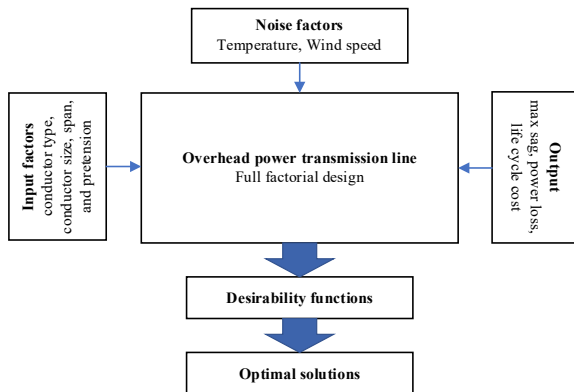 Noise factors
Temperature, Wind speed
Input factors
conductor type,
conductor size, span,
and pretension
Overhead power transmission line
Full factorial design
Output
max sag, power loss,
life cycle cost
Desirability functions
Optimal solutions